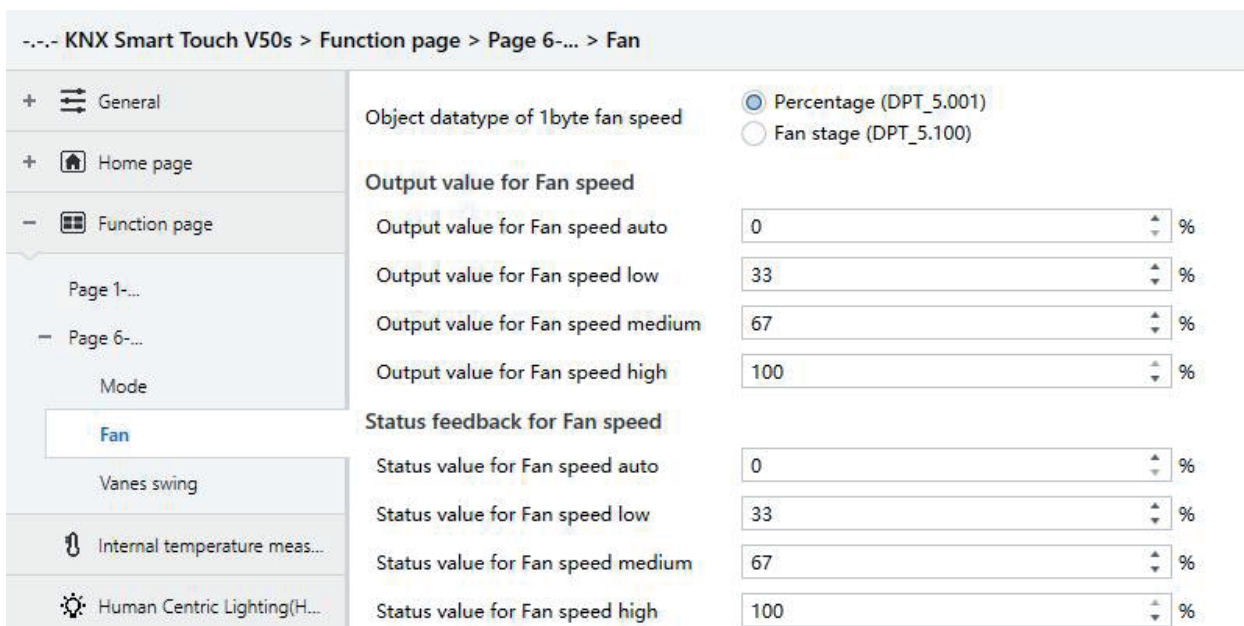 -.-.- KNX Smart Touch V50s > Function page > Page 6-... > Fan
+ General
+ Home page
– Function page
Page 1-...
– Page 6-...
Mode
Fan
Vanes swing
Internal temperature meas...
Human Centric Lighting(H...
Object datatype of 1byte fan speed
Percentage (DPT_5.001)
Fan stage (DPT_5.100)
Output value for Fan speed
Output value for Fan speed auto 0 %
Output value for Fan speed low 33 %
Output value for Fan speed medium 67 %
Output value for Fan speed high 100 %
Status feedback for Fan speed
Status value for Fan speed auto 0 %
Status value for Fan speed low 33 %
Status value for Fan speed medium 67 %
Status value for Fan speed high 100 %